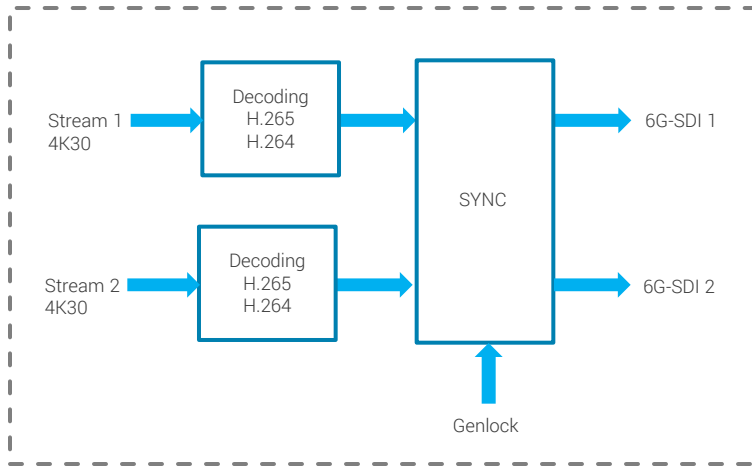 Stream 1
4K30
Decoding
H.265
H.264
SYNC
6G-SDI 1
Stream 2
4K30
Decoding
H.265
H.264
6G-SDI 2
Genlock